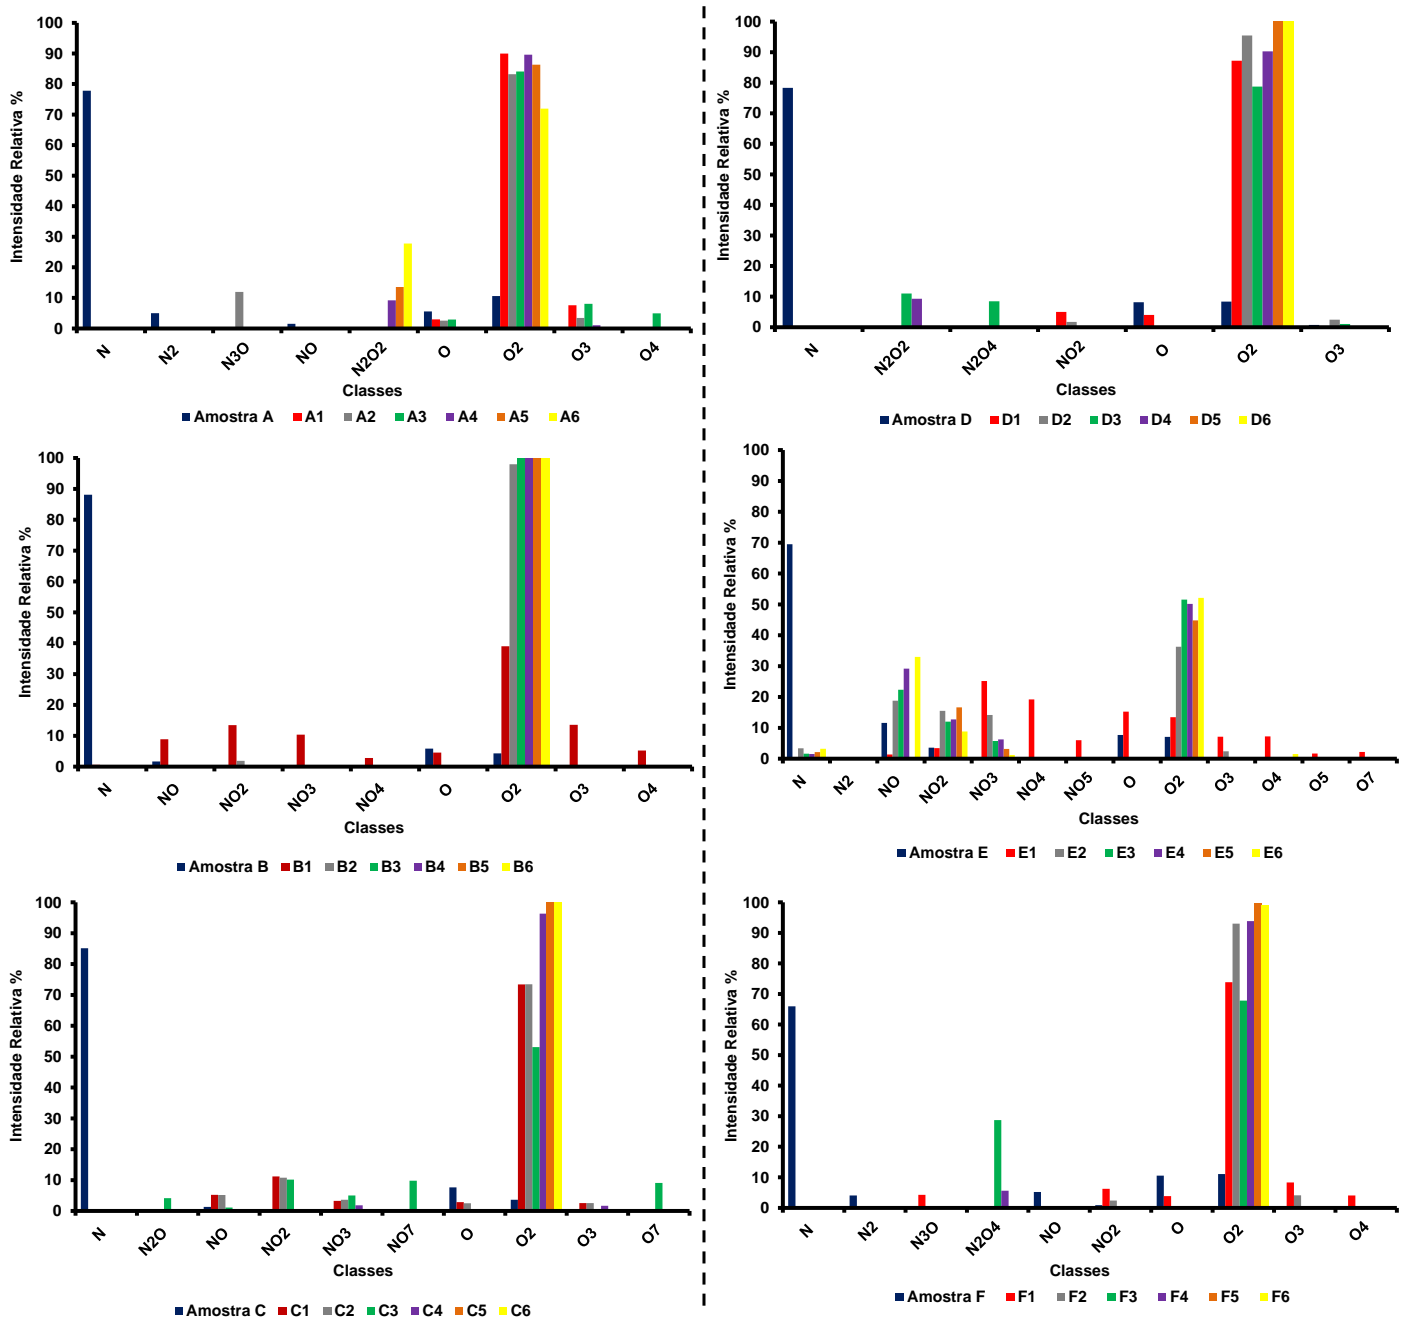 Intensidade Relativa %
100
90
80
70
60
50
40
30
20
10
0
N N2 N3O NO N2O2 O O2 O3 O4
Classes
Amostra A A1 A2 A3 A4 A5 A6
Intensidade Relativa %
100
90
80
70
60
50
40
30
20
10
0
N N2O2 N2O4 NO2 O O2 O3
Classes
Amostra D D1 D2 D3 D4 D5 D6
Intensidade Relativa %
100
90
80
70
60
50
40
30
20
10
0
N NO NO2 NO3 NO4 O O2 O3 O4
Classes
Amostra B B1 B2 B3 B4 B5 B6
Intensidade Relativa %
100
90
80
70
60
50
40
30
20
10
0
N N2 NO NO2 NO3 NO4 NO5 O O2 O3 O4 O5 O7
Classes
Amostra E E1 E2 E3 E4 E5 E6
Intensidade Relativa %
100
90
80
70
60
50
40
30
20
10
0
N N2O NO NO2 NO3 NO7 O O2 O3 O7
Classes
Amostra C C1 C2 C3 C4 C5 C6
Intensidade Relativa %
100
90
80
70
60
50
40
30
20
10
0
N N2 N3O N2O4 NO NO2 O O2 O3 O4
Classes
Amostra F F1 F2 F3 F4 F5 F6